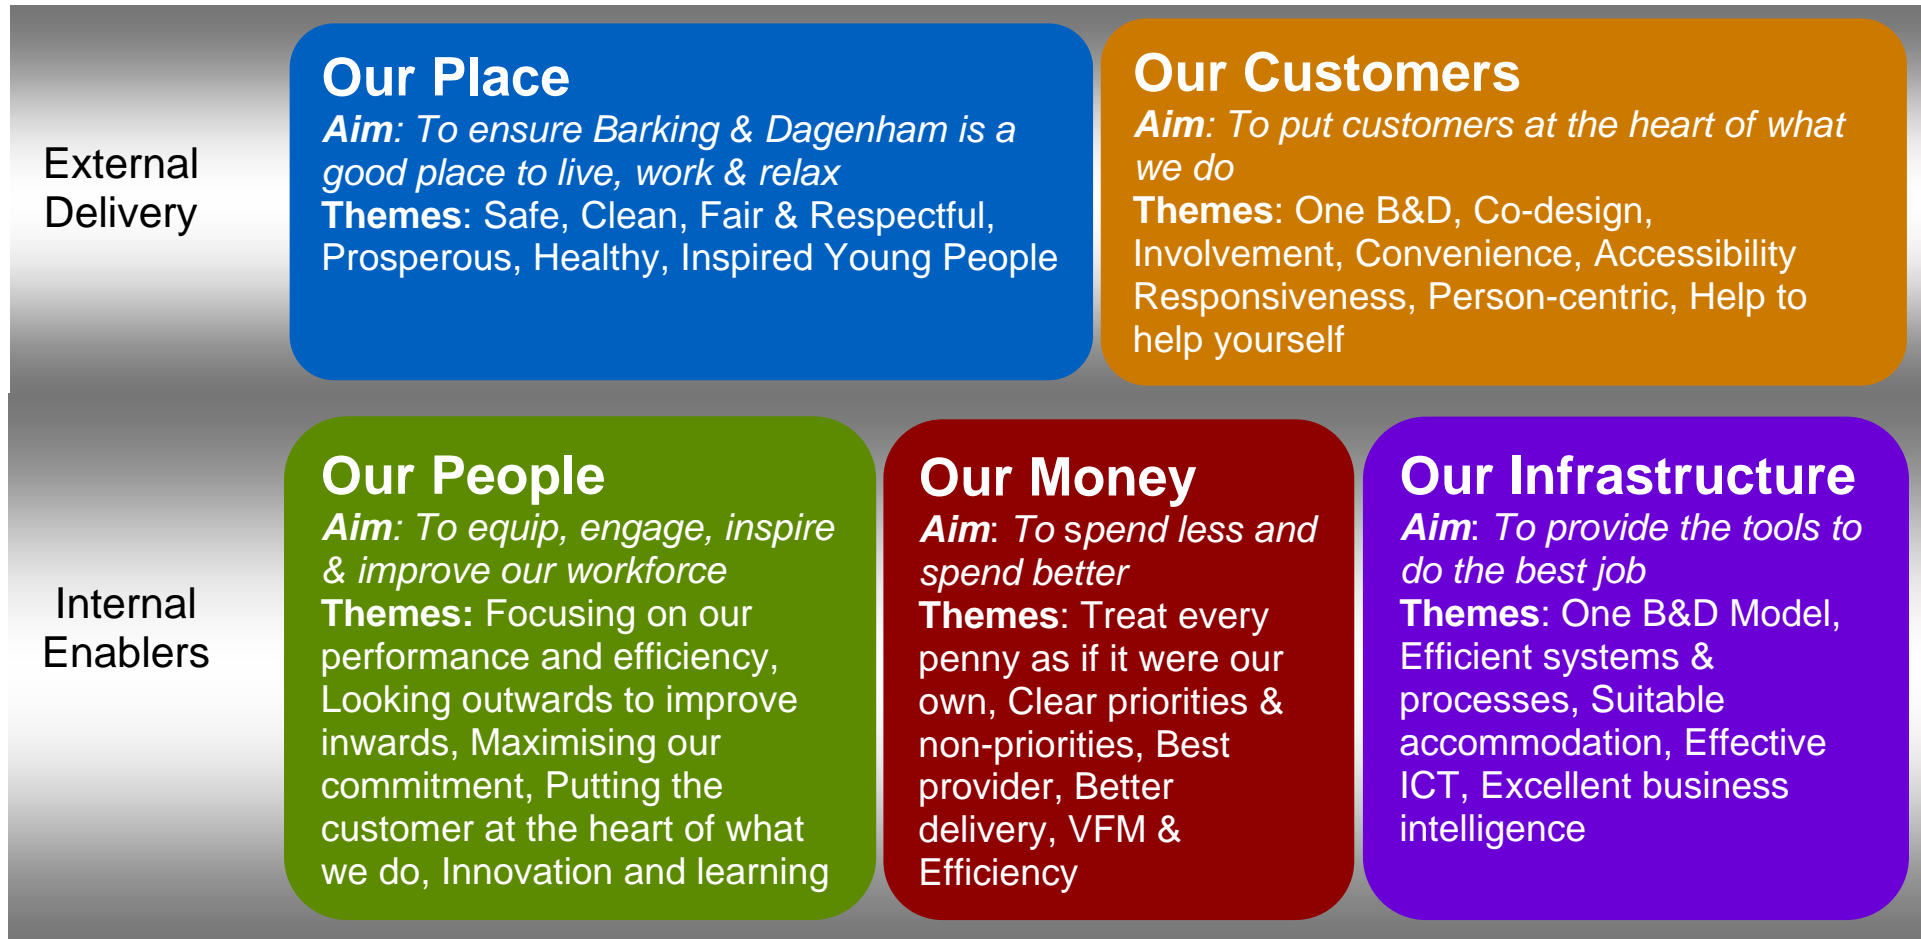 External
Delivery
Our Place
Aim: To ensure Barking & Dagenham is a
good place to live, work & relax
Themes: Safe, Clean, Fair & Respectful,
Prosperous, Healthy, Inspired Young People
Our Customers
Aim: To put customers at the heart of what
we do
Themes: One B&D, Co-design,
Involvement, Convenience, Accessibility
Responsiveness, Person-centric, Help to
help yourself
Internal
Enablers
Our People
Aim: To equip, engage, inspire
& improve our workforce
Themes: Focusing on our
performance and efficiency,
Looking outwards to improve
inwards, Maximising our
commitment, Putting the
customer at the heart of what
we do, Innovation and learning
Our Money
Aim: To spend less and
spend better
Themes: Treat every
penny as if it were our
own, Clear priorities &
non-priorities, Best
provider, Better
delivery, VFM &
Efficiency
Our Infrastructure
Aim: To provide the tools to
do the best job
Themes: One B&D Model,
Efficient systems &
processes, Suitable
accommodation, Effective
ICT, Excellent business
intelligence